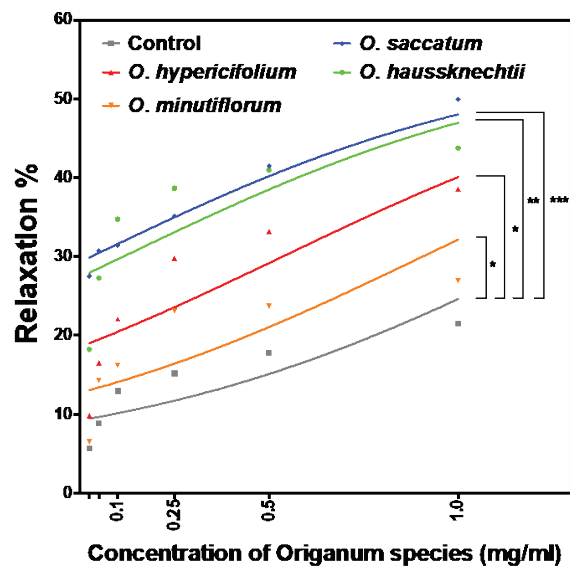 60
50
40
30
20
10
0
Relaxation %
Control
O. hypericifolium
O. minutiflorum
O. saccatum
O. haussknechtii
*
*
**
***
0.1
0.25
0.5
1.0
Concentration of Origanum species (mg/ml)